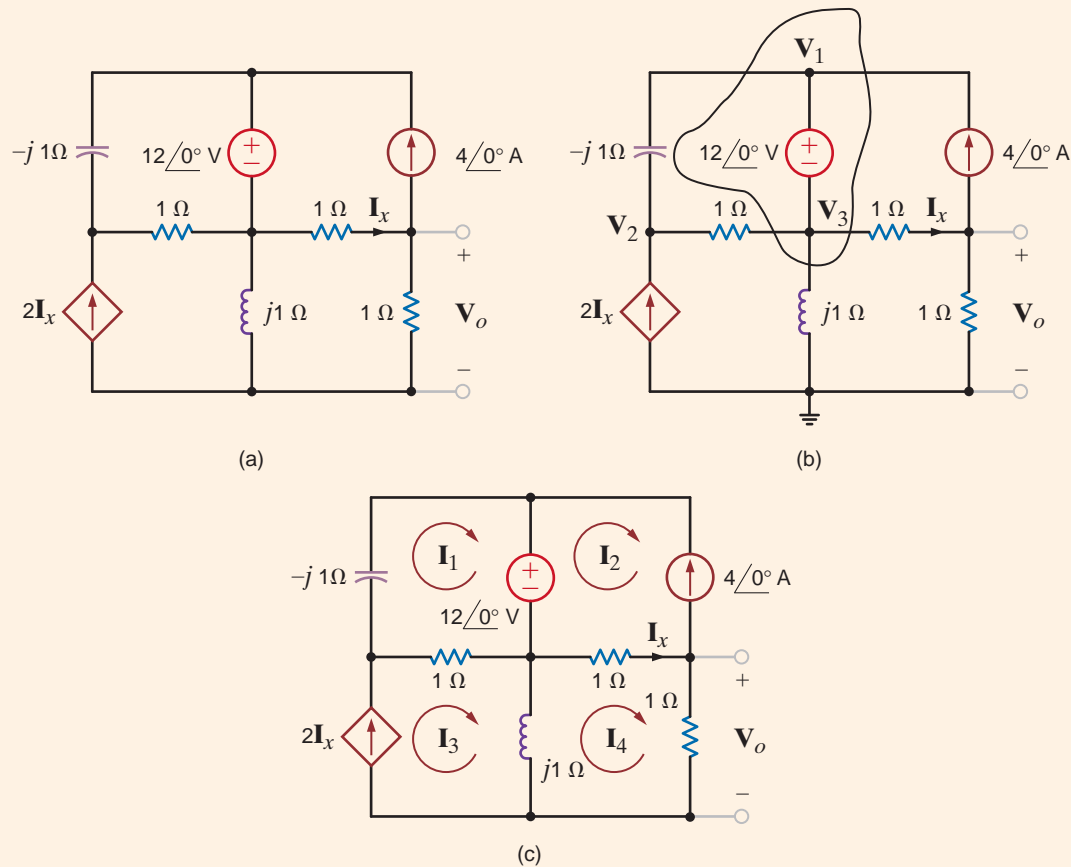 −j 1Ω
12/0° V
4/0° A
1 Ω
1 Ω
Iₓ
+
2Iₓ
j1 Ω
1 Ω
Vₒ
−
(a)
V₁
−j 1Ω
12/0° V
4/0° A
1 Ω
V₂
V₃
1 Ω
Iₓ
+
2Iₓ
j1 Ω
1 Ω
Vₒ
−
(b)
I₁
I₂
−j 1Ω
12/0° V
4/0° A
Iₓ
1 Ω
1 Ω
+
1 Ω
2Iₓ
I₃
I₄
Vₒ
j1 Ω
−
(c)